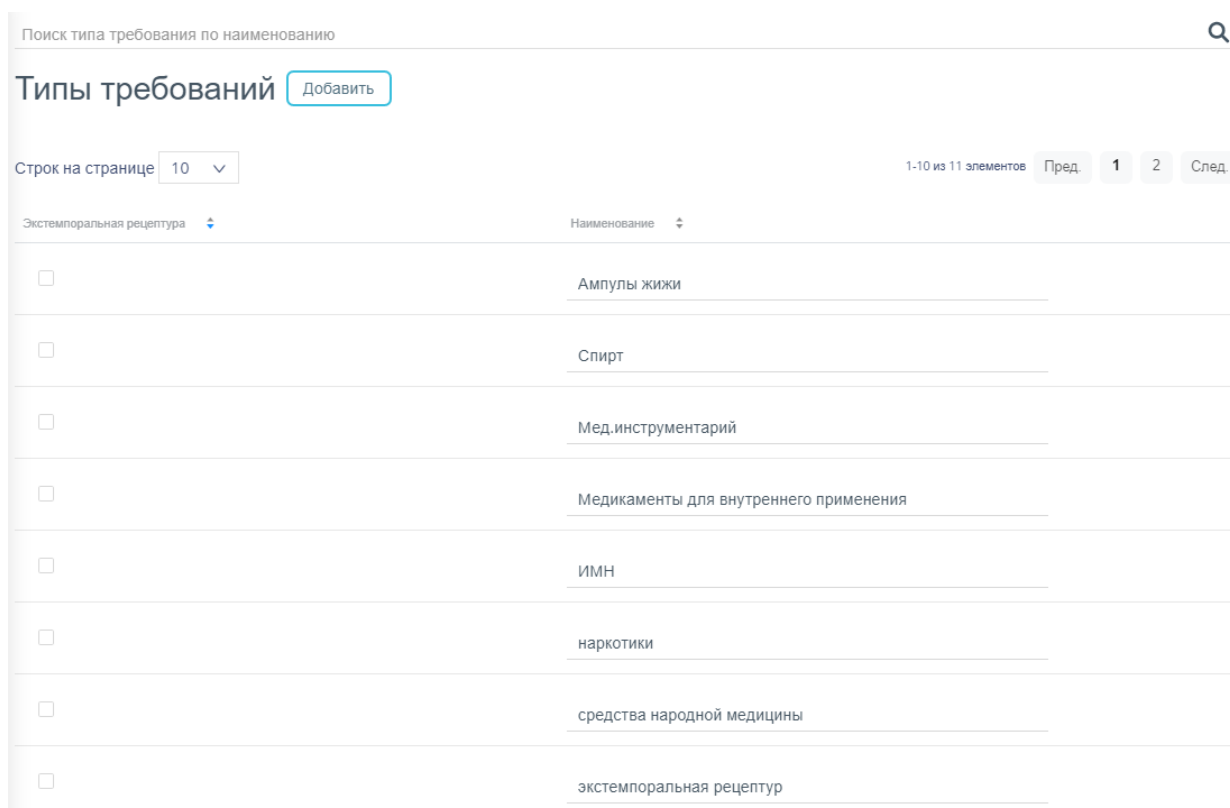 Поиск типа требования по наименованию
Типы требований Добавить
Строк на странице 10 1-10 из 11 элементов Пред. 1 2 След.
Экстемпоральная рецептура Наименование
Ампулы жижи
Спирт
Мед.инструментарий
Медикаменты для внутреннего применения
ИМН
наркотики
средства народной медицины
экстемпоральная рецептур